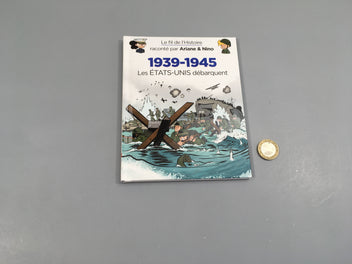 Le fil de l'Histoire
raconté par Ariane & Nino
1939-1945
Les ÉTATS-UNIS débarquent